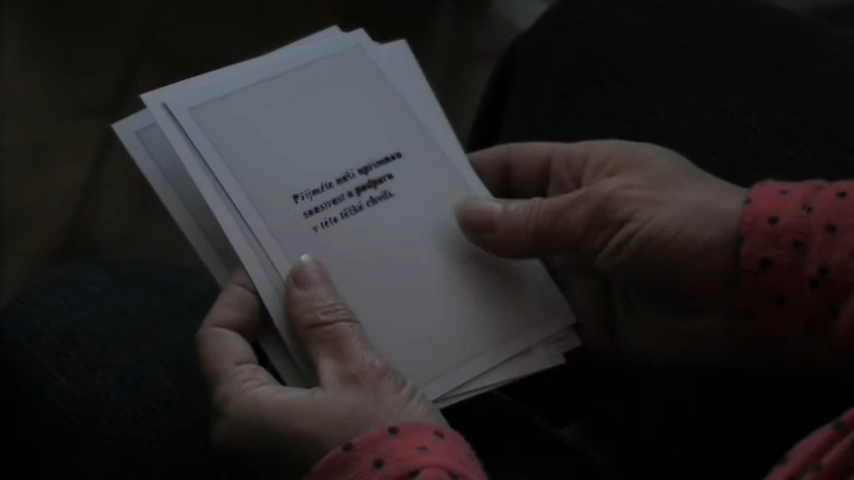 Přijměte naši upřímnou
soustrast a podporu
v této těžké chvíli.